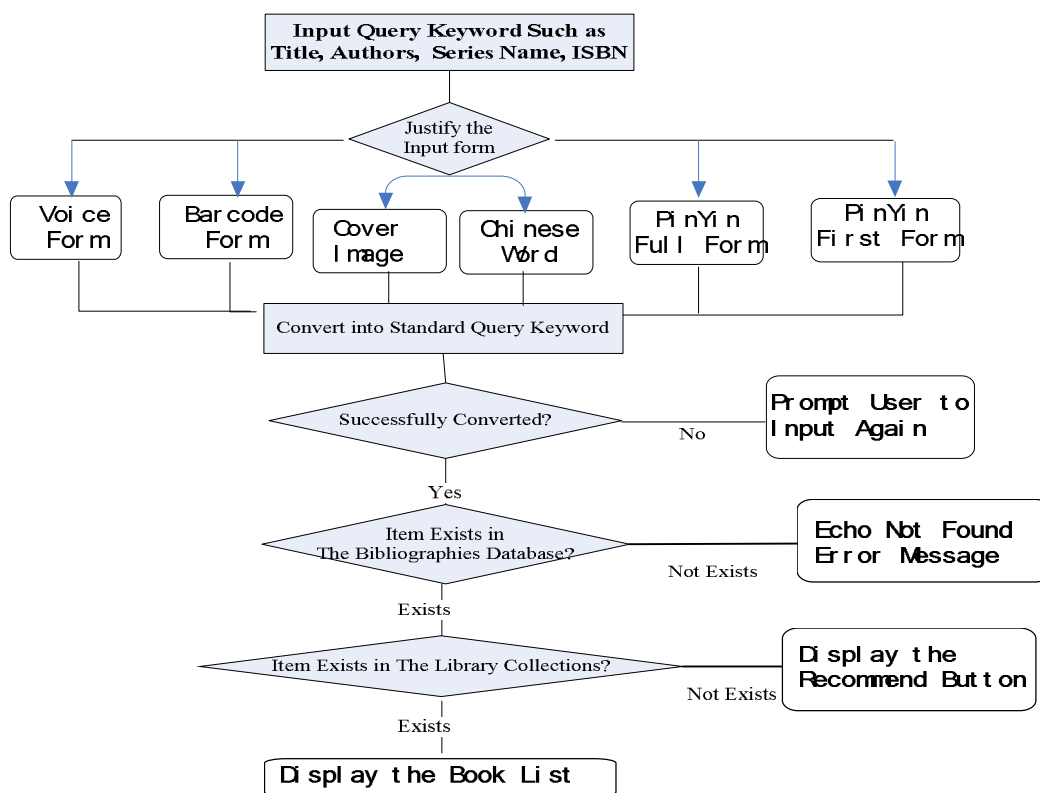 Input Query Keyword Such as
Title, Authors, Series Name, ISBN
Justify the
Input form
Voice
Form
Barcode
Form
Cover
Image
Chinese
Word
PinYin
Full Form
PinYin
First Form
Convert into Standard Query Keyword
Successfully Converted?
No
Prompt User to
Input Again
Yes
Item Exists in
The Bibliographies Database?
Not Exists
Echo Not Found
Error Message
Exists
Item Exists in The Library Collections?
Not Exists
Display the
Recommend Button
Exists
Display the Book List